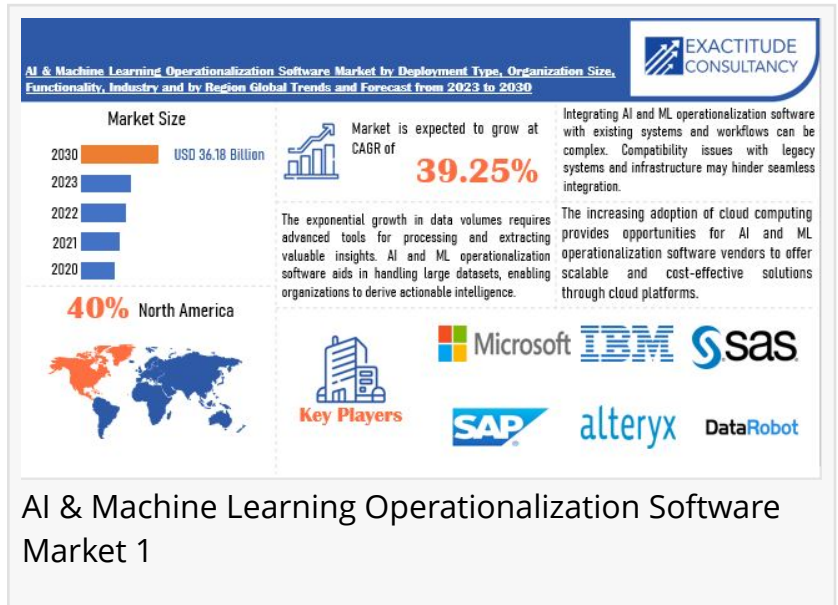 EXACTITUDE
CONSULTANCY
AI & Machine Learning Operationalization Software Market by Deployment Type, Organization Size,
Functionality, Industry and by Region Global Trends and Forecast from 2023 to 2030
Market Size
2030
USD 36.18 Billion
2023
2022
2021
2020
40% North America
Market is expected to grow at
CAGR of
39.25%
The exponential growth in data volumes requires
advanced tools for processing and extracting
valuable insights. AI and ML operationalization
software aids in handling large datasets, enabling
organizations to derive actionable intelligence.
Integrating AI and ML operationalization software
with existing systems and workflows can be
complex. Compatibility issues with legacy
systems and infrastructure may hinder seamless
integration.
The increasing adoption of cloud computing
provides opportunities for AI and ML
operationalization software vendors to offer
scalable and cost-effective solutions
through cloud platforms.
Key Players
Microsoft
IBM
sas
SAP
alteryx
DataRobot
AI & Machine Learning Operationalization Software
Market 1